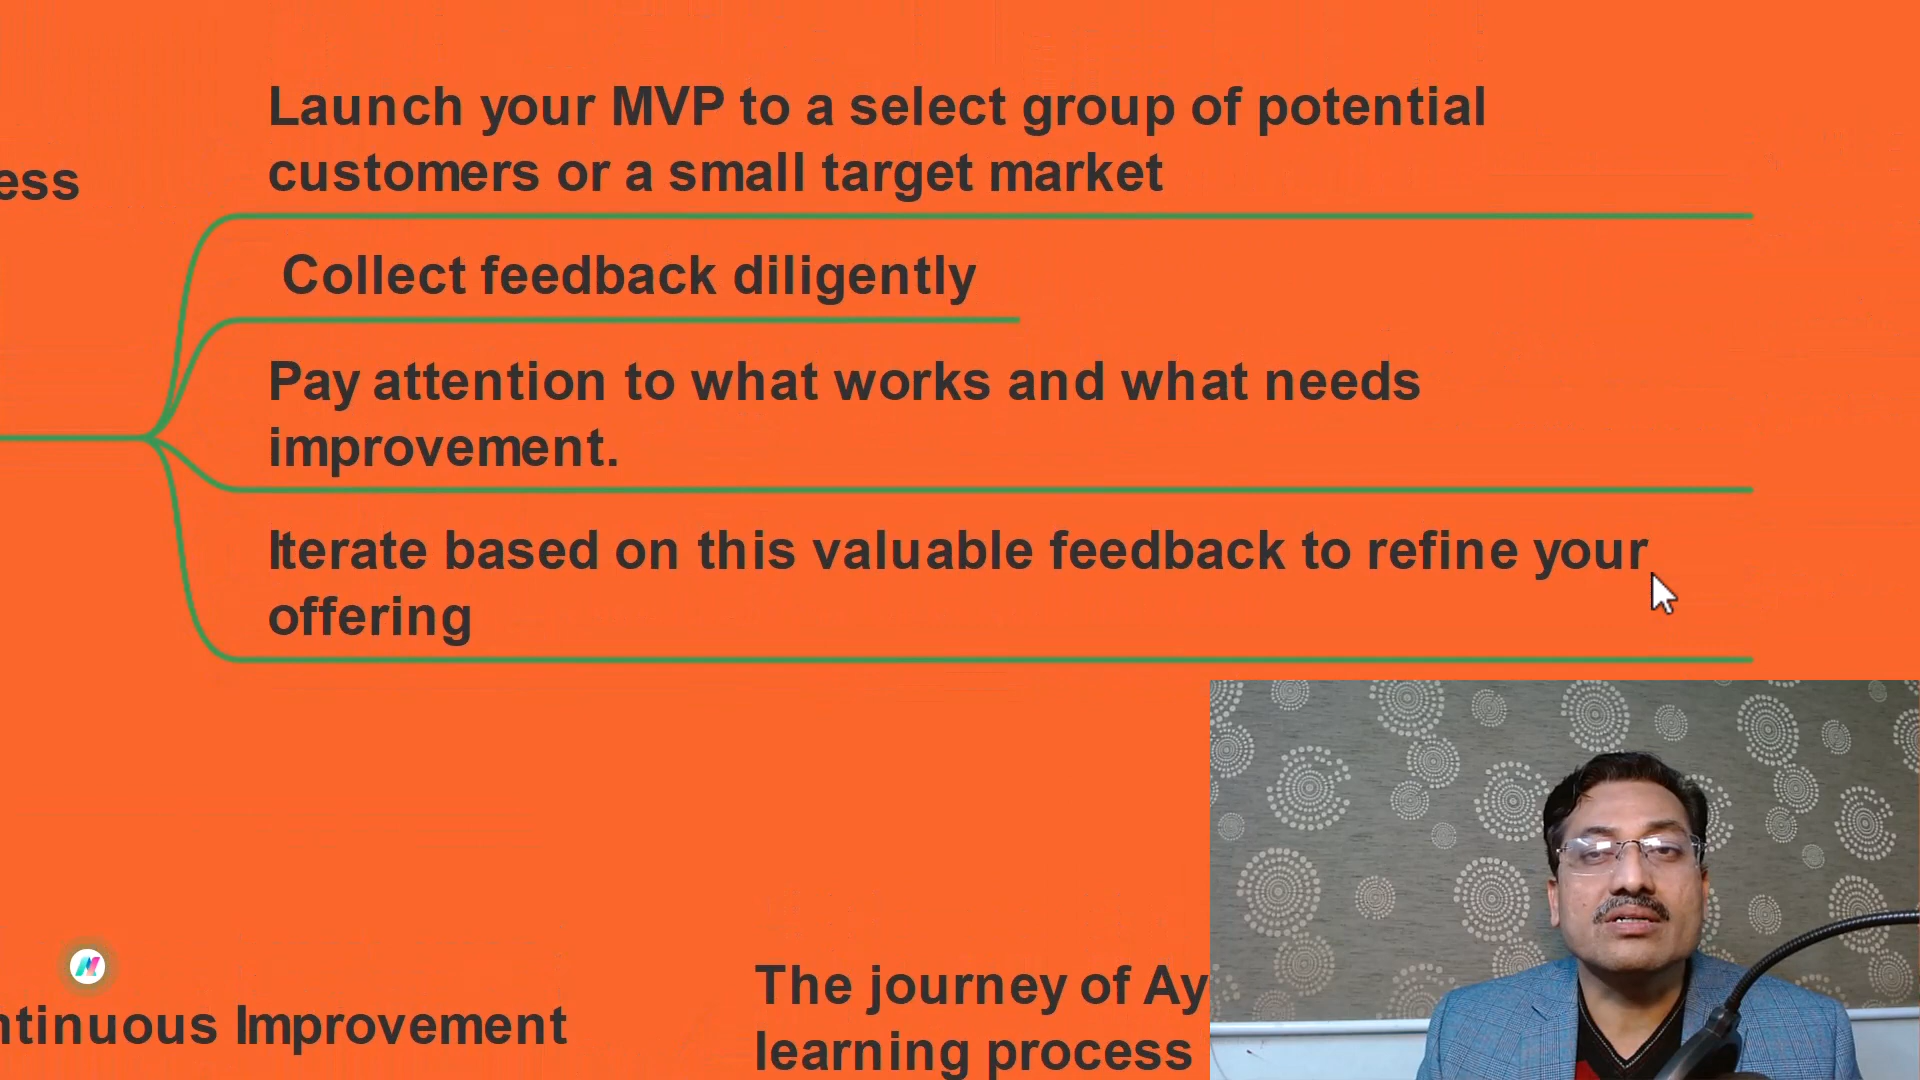 Launch your MVP to a select group of potential
customers or a small target market
ess
Collect feedback diligently
Pay attention to what works and what needs
improvement.
Iterate based on this valuable feedback to refine your
offering
The journey of Ay
ntinuous Improvement
learning process